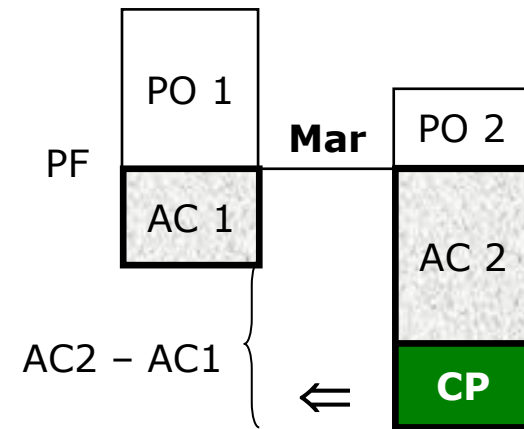 PO 1
Mar
PO 2
PF
AC 1
AC 2
AC2 – AC1
⇐
CP